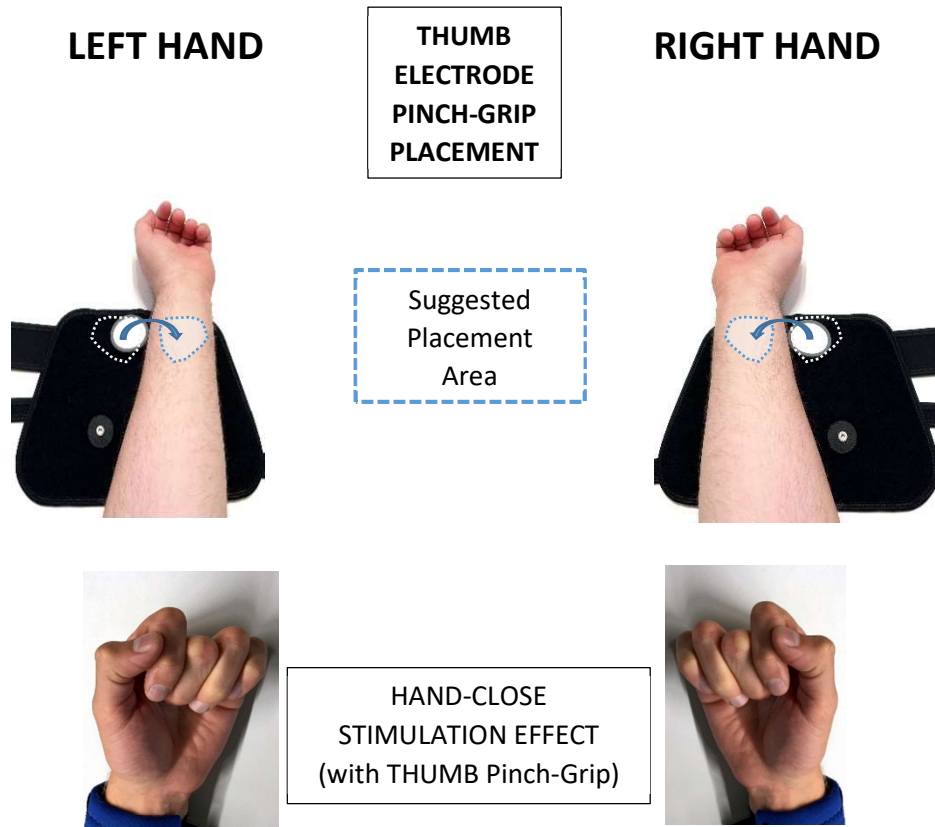 LEFT HAND
THUMB
ELECTRODE
PINCH-GRIP
PLACEMENT
RIGHT HAND
Suggested
Placement
Area
HAND-CLOSE
STIMULATION EFFECT
(with THUMB Pinch-Grip)